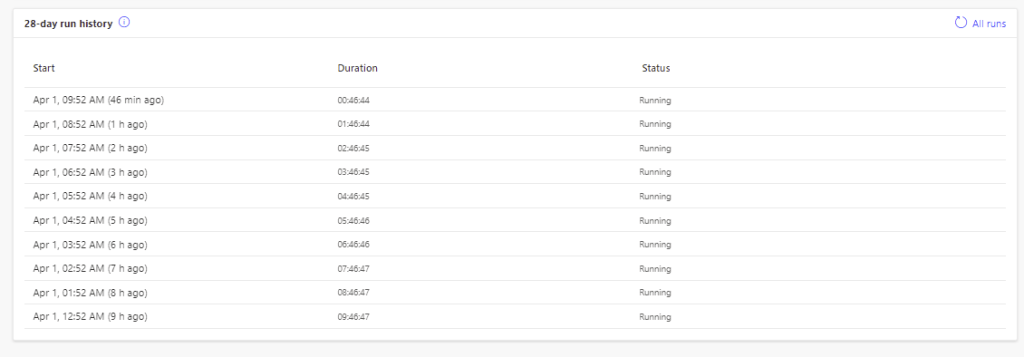 28-day run history All runs
Start Duration Status
Apr 1, 09:52 AM (46 min ago) 00:46:44 Running
Apr 1, 08:52 AM (1 h ago) 01:46:44 Running
Apr 1, 07:52 AM (2 h ago) 02:46:45 Running
Apr 1, 06:52 AM (3 h ago) 03:46:45 Running
Apr 1, 05:52 AM (4 h ago) 04:46:45 Running
Apr 1, 04:52 AM (5 h ago) 05:46:46 Running
Apr 1, 03:52 AM (6 h ago) 06:46:46 Running
Apr 1, 02:52 AM (7 h ago) 07:46:47 Running
Apr 1, 01:52 AM (8 h ago) 08:46:47 Running
Apr 1, 12:52 AM (9 h ago) 09:46:47 Running